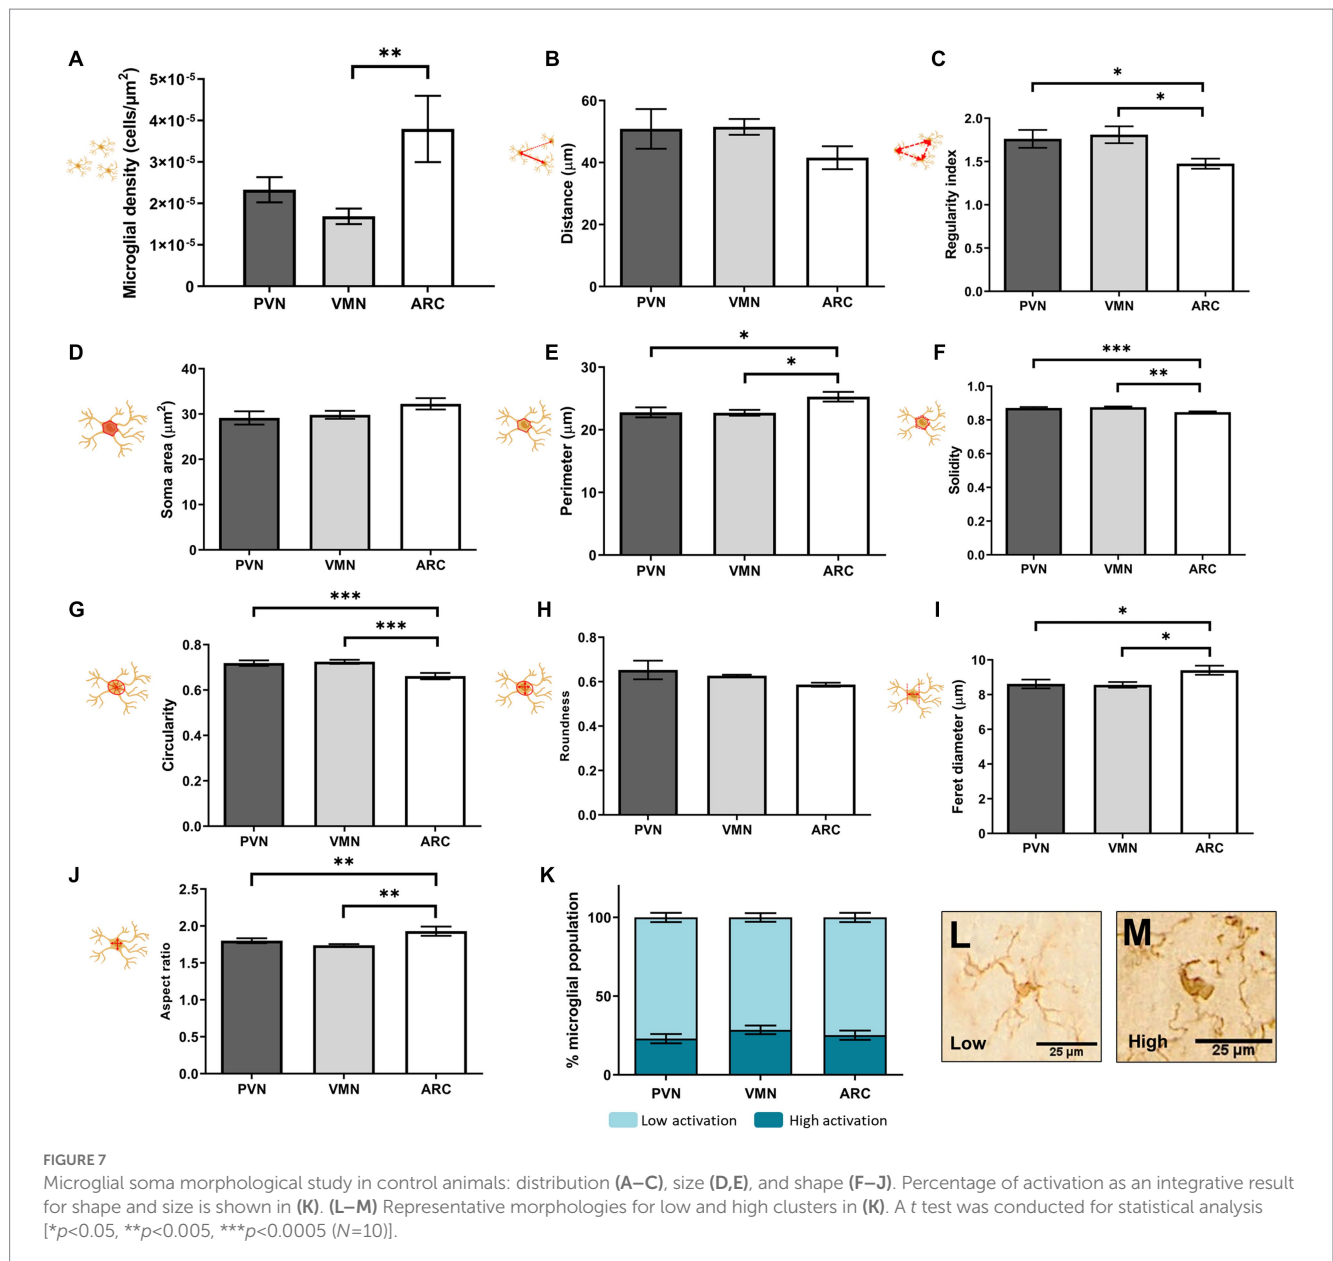 A
**
Microglial density (cells/µm²)
5×10⁻⁵
4×10⁻⁵
3×10⁻⁵
2×10⁻⁵
1×10⁻⁵
0
PVN VMN ARC
B
Distance (µm)
60
40
20
0
PVN VMN ARC
C
*
*
Regularity index
2.0
1.5
1.0
0.5
0.0
PVN VMN ARC
D
Soma area (µm²)
40
30
20
10
0
PVN VMN ARC
E
*
*
Perimeter (µm)
30
20
10
0
PVN VMN ARC
F
***
**
Solidity
1.0
0.8
0.6
0.4
0.2
0.0
PVN VMN ARC
G
***
***
Circularity
0.8
0.6
0.4
0.2
0.0
PVN VMN ARC
H
Roundness
0.8
0.6
0.4
0.2
0.0
PVN VMN ARC
I
*
*
Feret diameter (µm)
10
8
6
4
2
0
PVN VMN ARC
J
**
**
Aspect ratio
2.5
2.0
1.5
1.0
0.5
0.0
PVN VMN ARC
K
% microglial population
100
50
0
PVN VMN ARC
Low activation High activation
L
Low
25 µm
M
High
25 µm
FIGURE 7
Microglial soma morphological study in control animals: distribution (A–C), size (D,E), and shape (F–J). Percentage of activation as an integrative result
for shape and size is shown in (K). (L–M) Representative morphologies for low and high clusters in (K). A t test was conducted for statistical analysis
[*p<0.05, **p<0.005, ***p<0.0005 (N=10)].